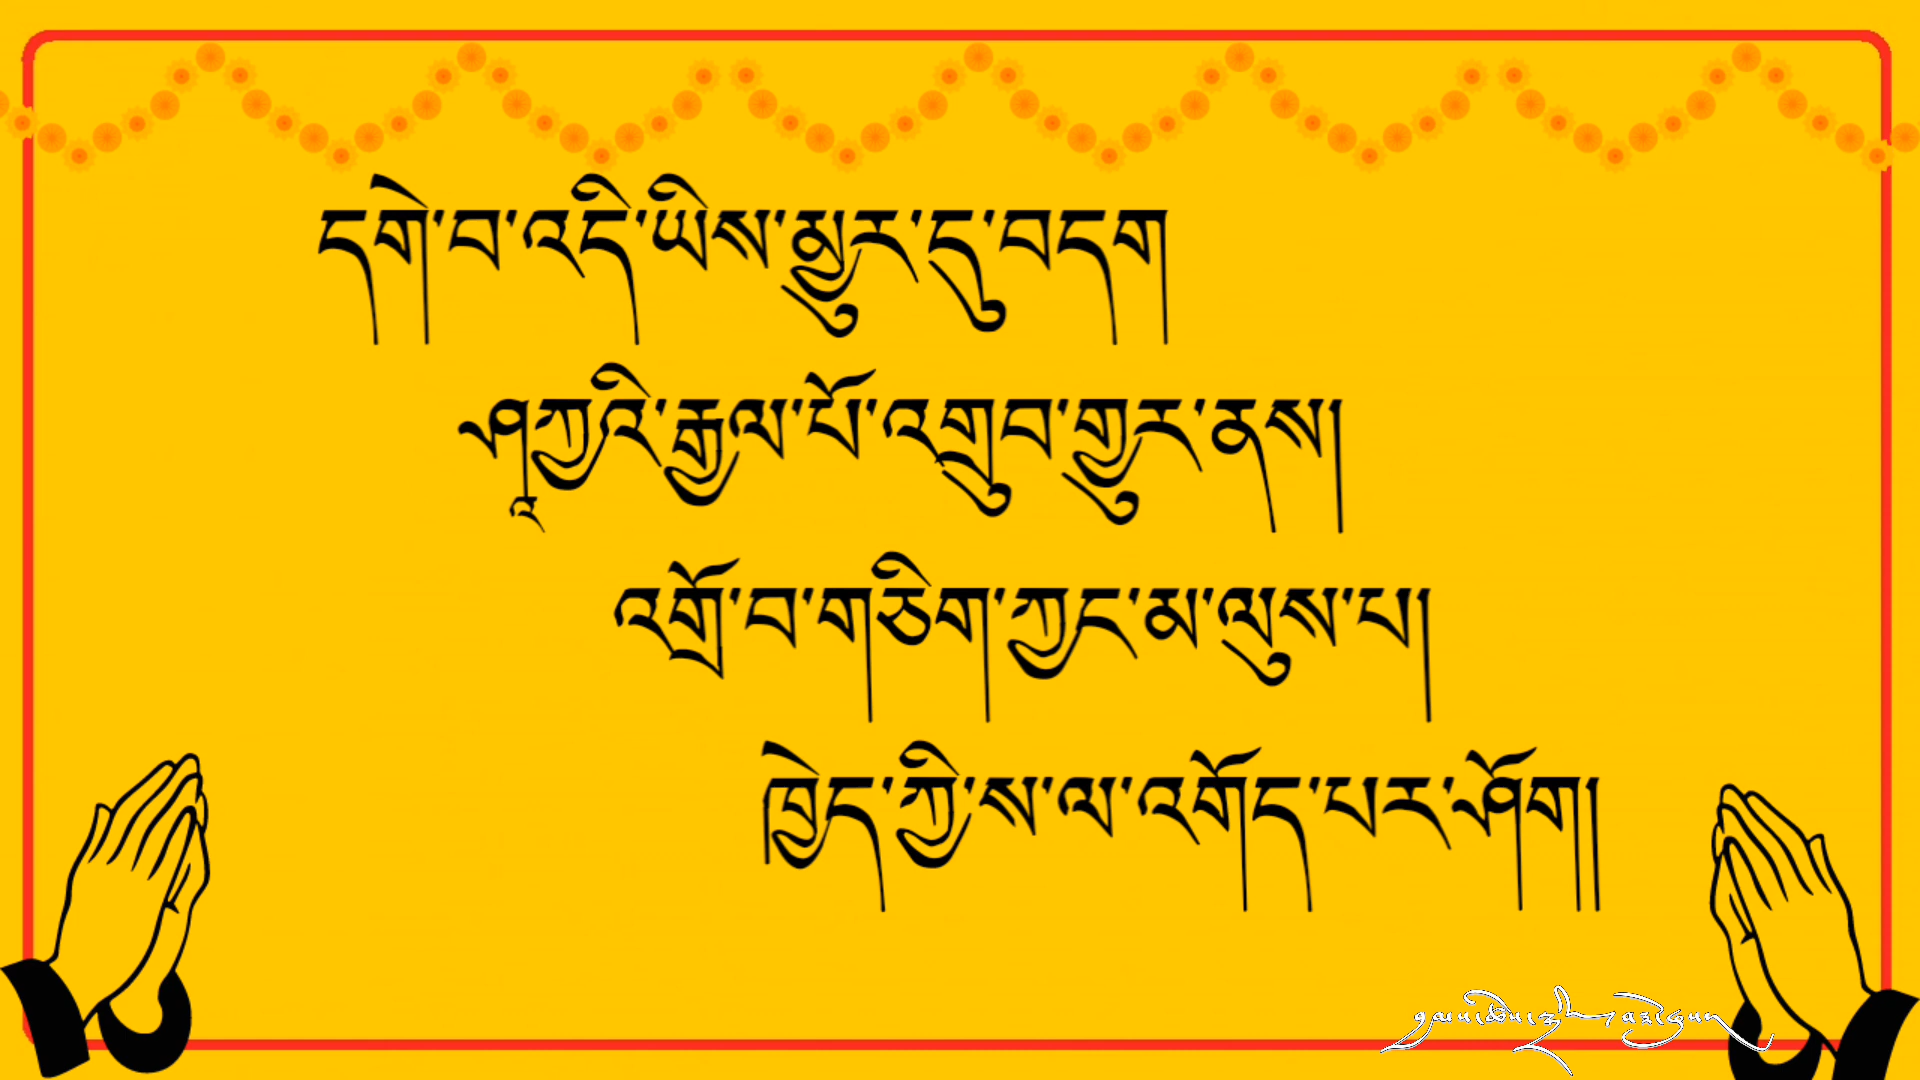 དགེ་བ་འདི་ཡིས་མྱུར་དུ་བདག
ཤཱཀྱའི་རྒྱལ་པོ་འགྲུབ་གྱུར་ནས།
འགྲོ་བ་གཅིག་ཀྱང་མ་ལུས་པ།
ཁྱེད་ཀྱི་ས་ལ་འགོད་པར་ཤོག།